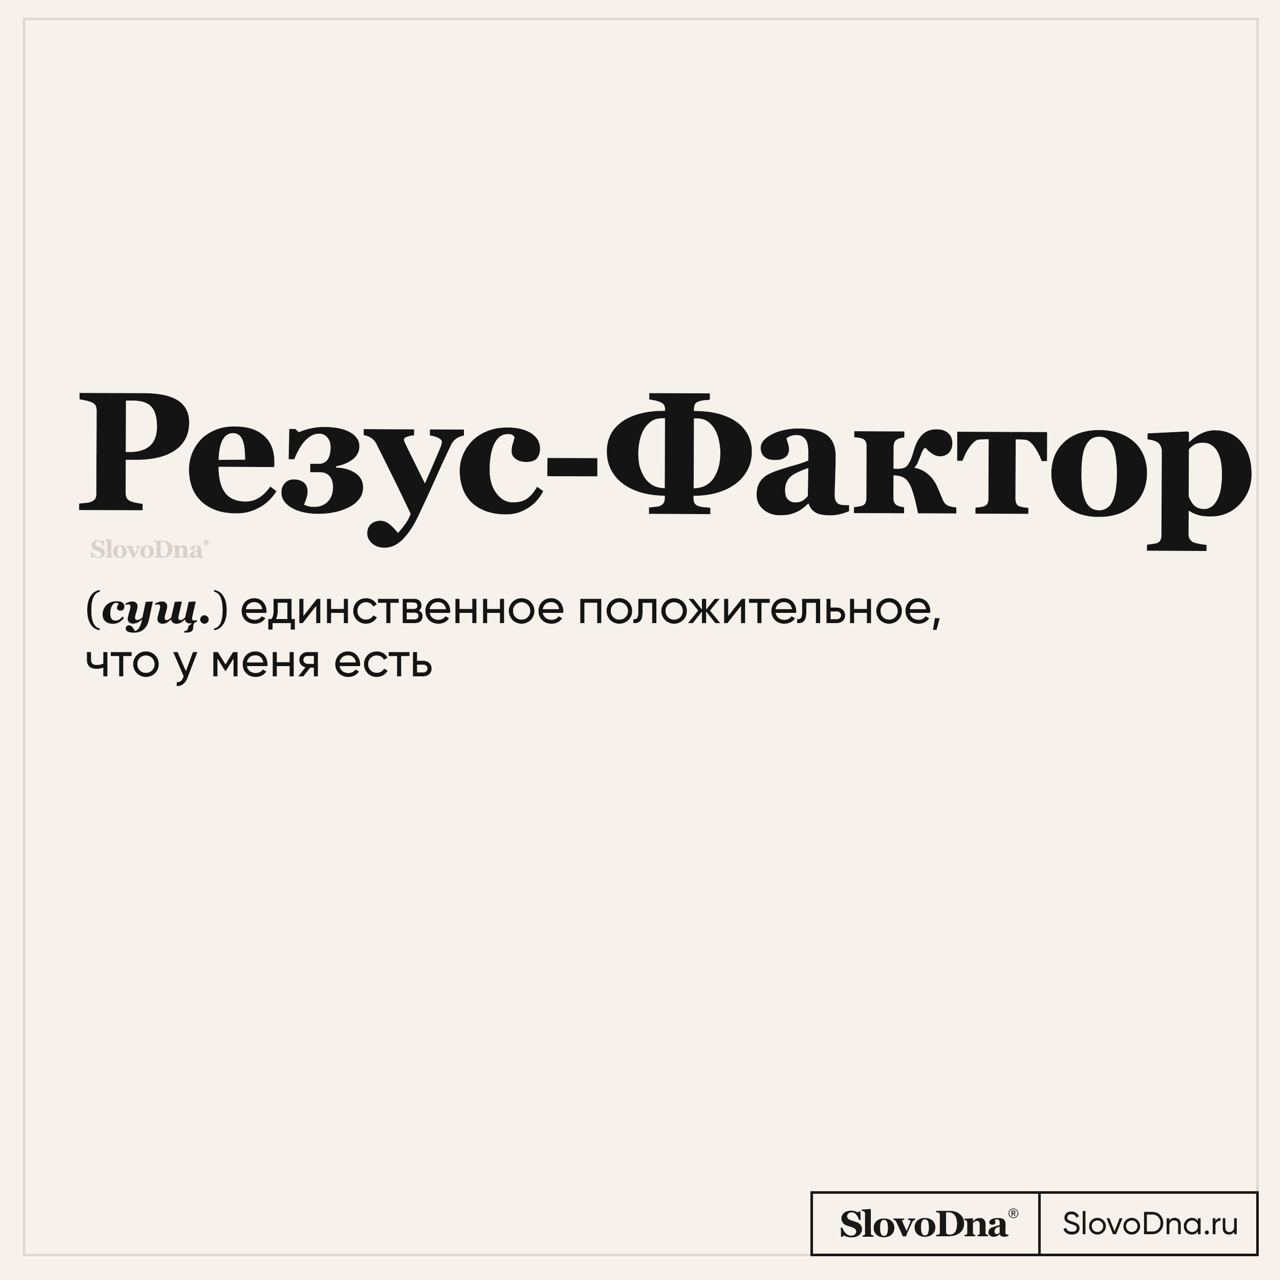 Резус-Фактор
SlovoDna®
(сущ.) единственное положительное,
что у меня есть
SlovoDna® SlovoDna.ru